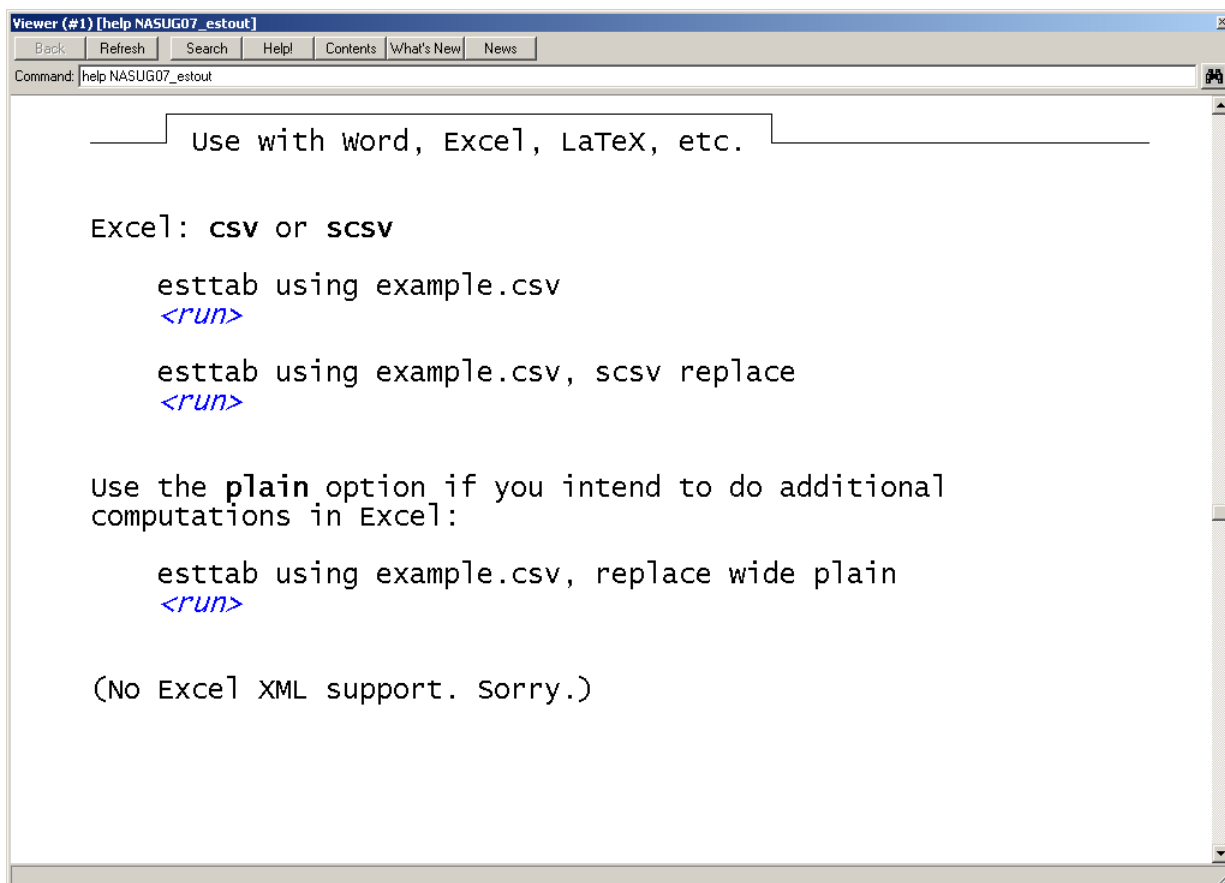 Viewer (#1) [help NASUG07_estout]
Back Refresh Search Help! Contents What's New News
Command: help NASUG07_estout
Use with Word, Excel, LaTeX, etc.
Excel: csv or scsv
esttab using example.csv
<run>
esttab using example.csv, scsv replace
<run>
Use the plain option if you intend to do additional
computations in Excel:
esttab using example.csv, replace wide plain
<run>
(No Excel XML support. Sorry.)